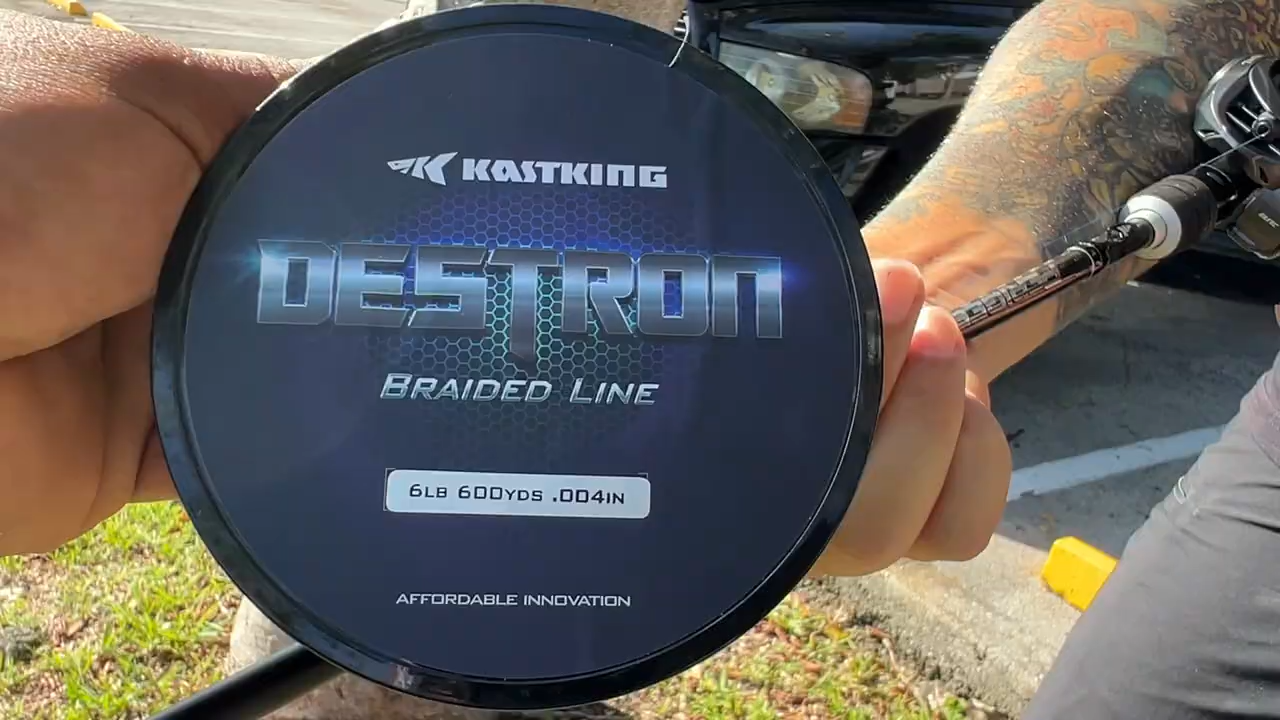 KASTKING
DESTRON
BRAIDED LINE
6LB 600YDS .004IN
AFFORDABLE INNOVATION